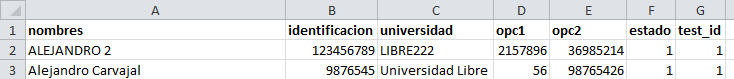 A B C D E F G
1 nombres identificacion universidad opc1 opc2 estado test_id
2 ALEJANDRO 2 123456789 LIBRE222 2157896 36985214 1 1
3 Alejandro Carvajal 9876545 Universidad Libre 56 98765426 1 1